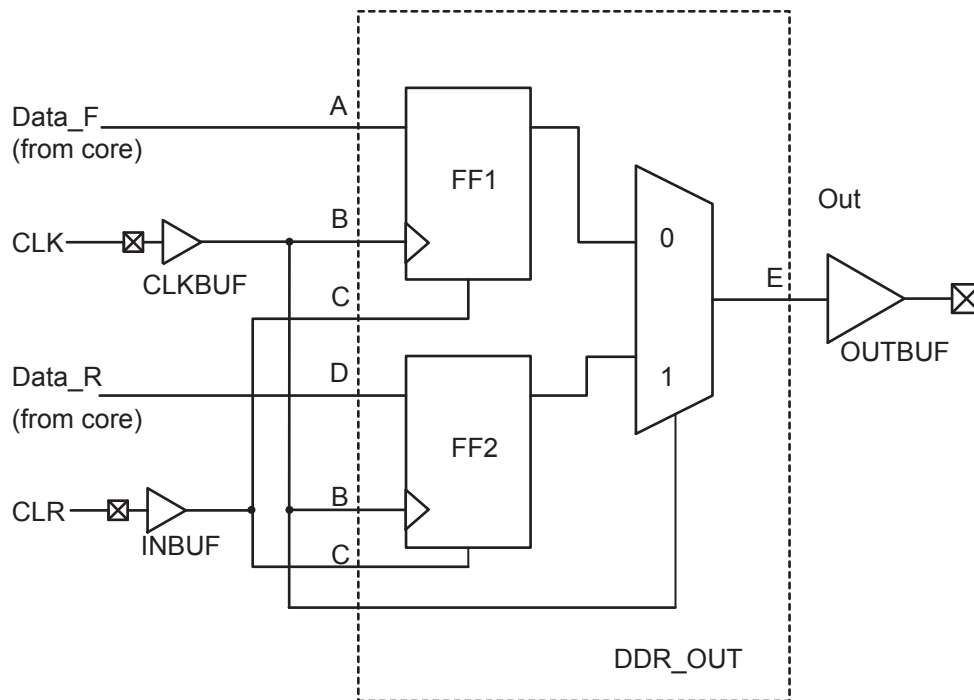 Data_F
(from core)
A
FF1
Out
CLK
CLKBUF
B
0
C
E
OUTBUF
Data_R
(from core)
D
1
FF2
CLR
INBUF
B
C
DDR_OUT